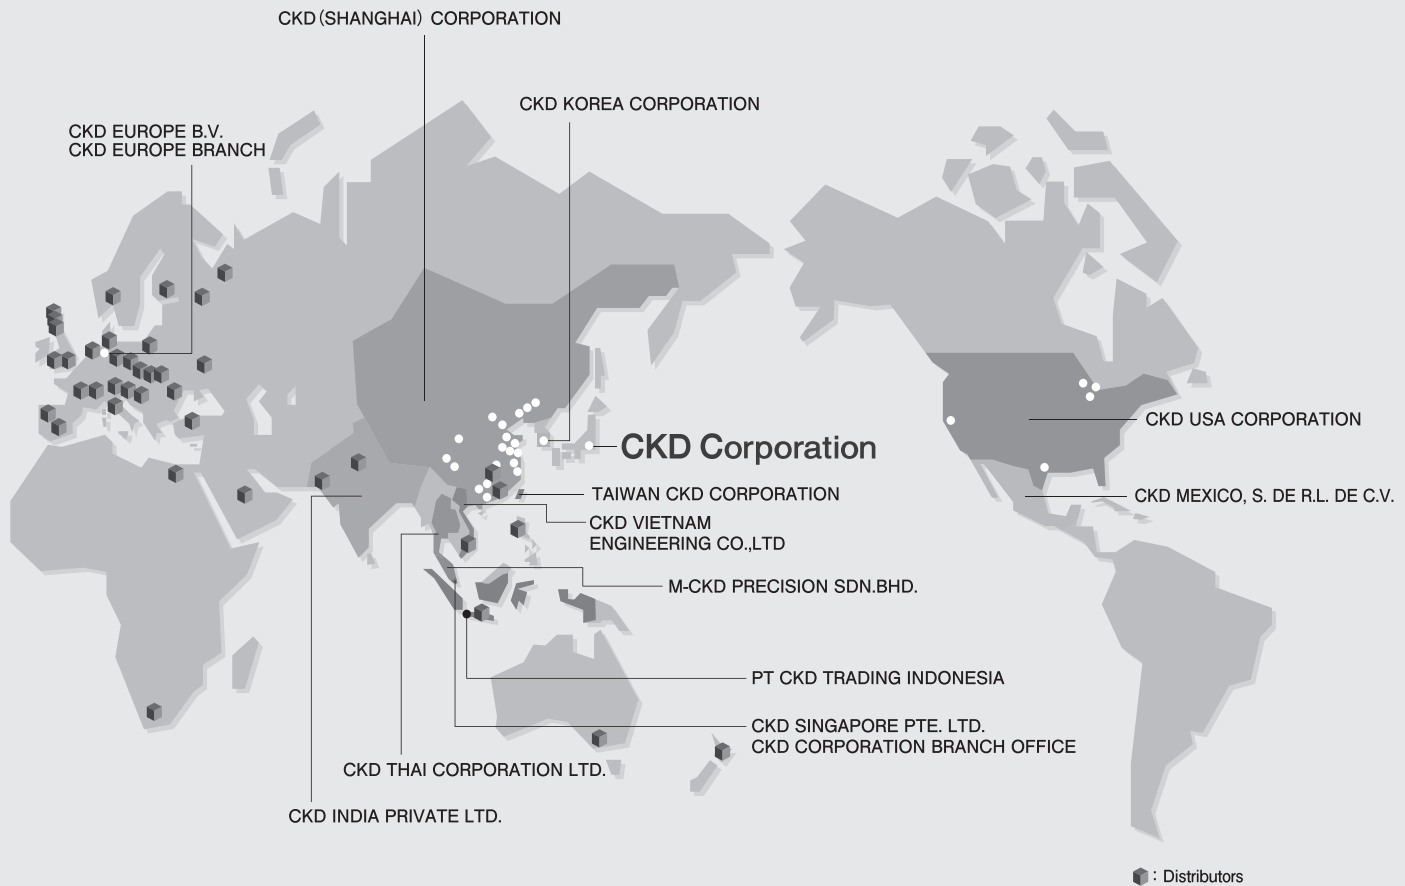 CKD(SHANGHAI) CORPORATION
CKD KOREA CORPORATION
CKD EUROPE B.V.
CKD EUROPE BRANCH
CKD USA CORPORATION
CKD Corporation
TAIWAN CKD CORPORATION
CKD MEXICO, S. DE R.L. DE C.V.
CKD VIETNAM
ENGINEERING CO.,LTD
M-CKD PRECISION SDN.BHD.
PT CKD TRADING INDONESIA
CKD SINGAPORE PTE. LTD.
CKD CORPORATION BRANCH OFFICE
CKD THAI CORPORATION LTD.
CKD INDIA PRIVATE LTD.
: Distributors